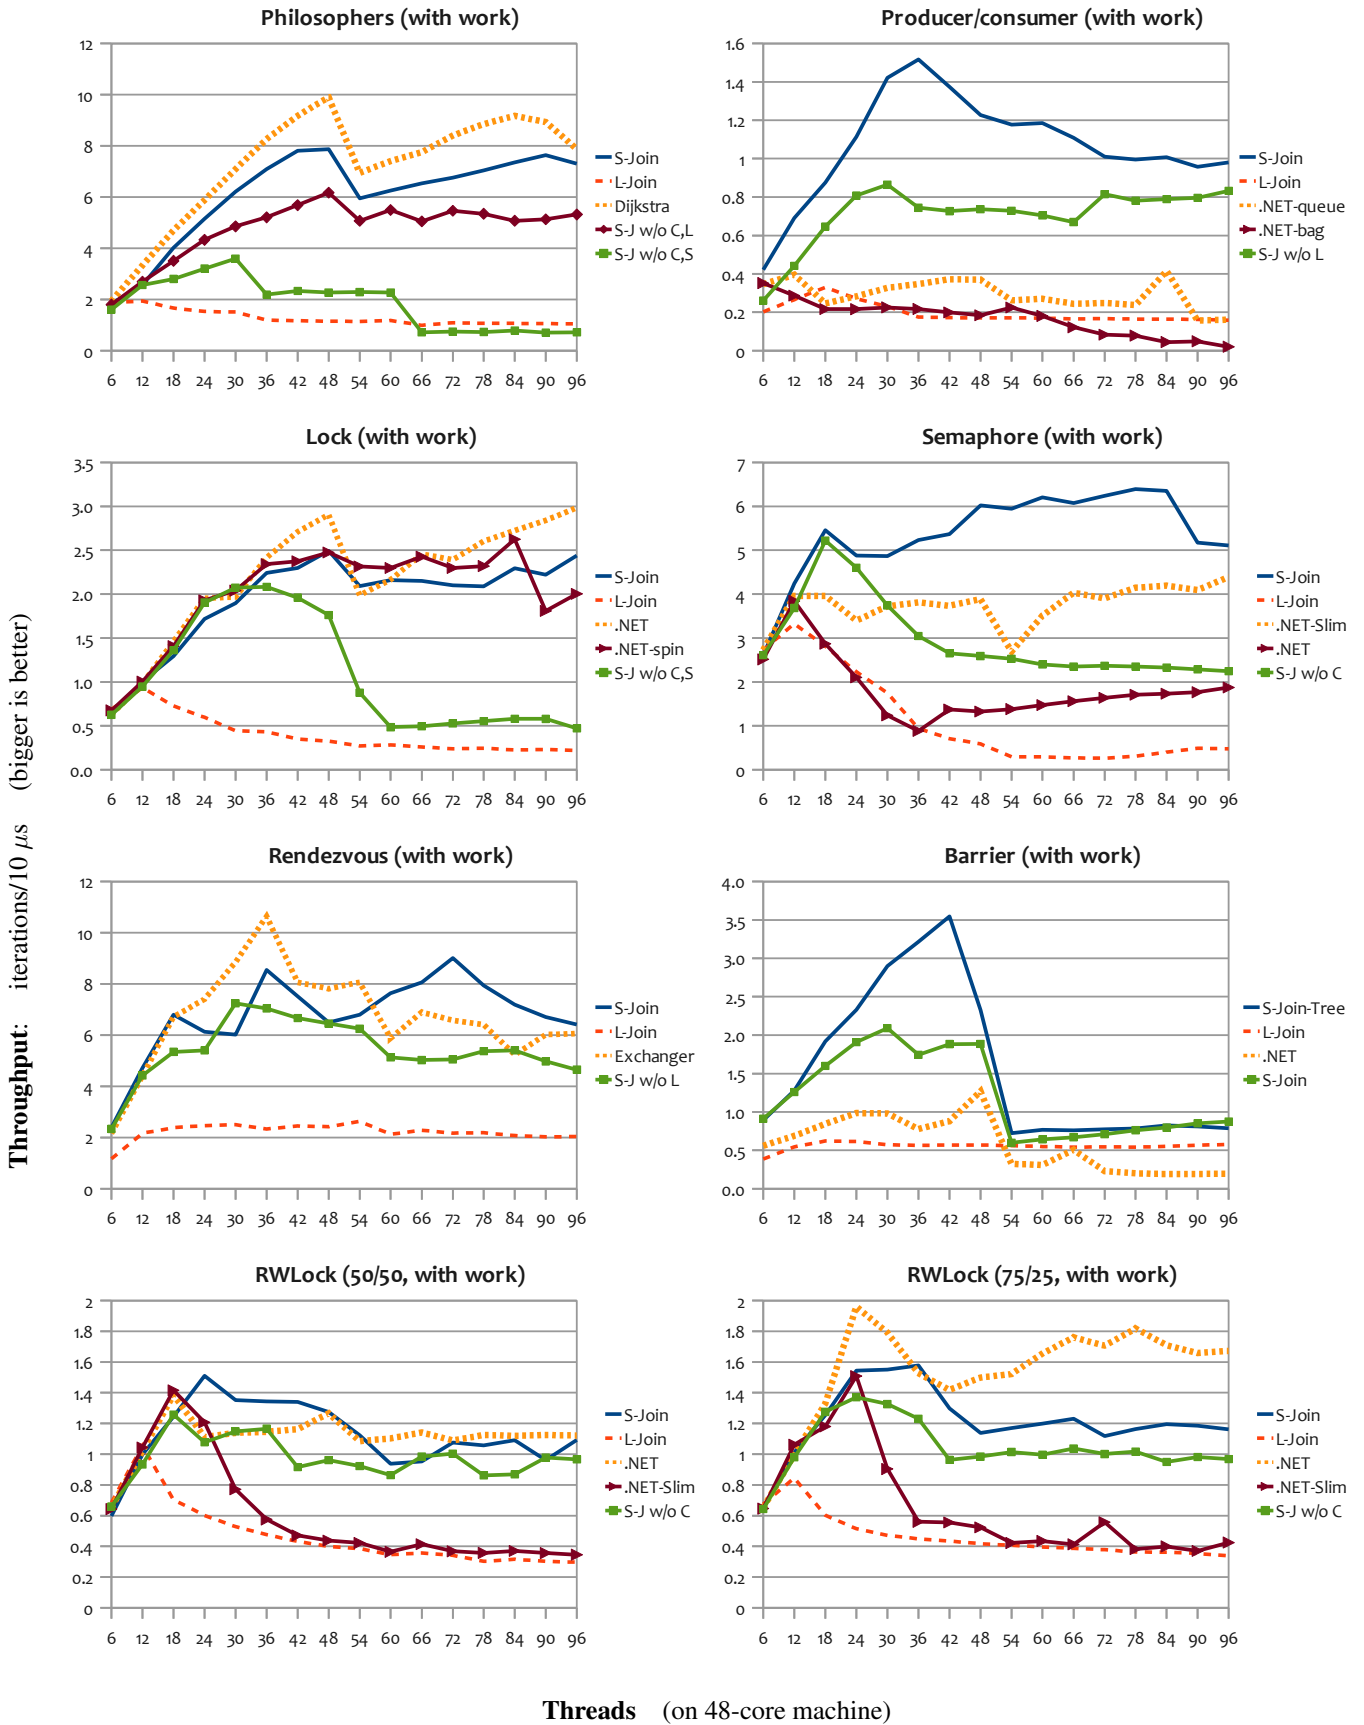 Philosophers (with work)
12
10
8
6
4
2
0
6 12 18 24 30 36 42 48 54 60 66 72 78 84 90 96
S-Join
L-Join
Dijkstra
S-J w/o C,L
S-J w/o C,S
Producer/consumer (with work)
1.6
1.4
1.2
1
0.8
0.6
0.4
0.2
0
6 12 18 24 30 36 42 48 54 60 66 72 78 84 90 96
S-Join
L-Join
.NET-queue
.NET-bag
S-J w/o L
Lock (with work)
3.5
3.0
2.5
2.0
1.5
1.0
0.5
0.0
6 12 18 24 30 36 42 48 54 60 66 72 78 84 90 96
S-Join
L-Join
.NET
.NET-spin
S-J w/o C,S
Semaphore (with work)
7
6
5
4
3
2
1
0
6 12 18 24 30 36 42 48 54 60 66 72 78 84 90 96
S-Join
L-Join
.NET-Slim
.NET
S-J w/o C
Throughput: iterations/10 μs (bigger is better)
Rendezvous (with work)
12
10
8
6
4
2
0
6 12 18 24 30 36 42 48 54 60 66 72 78 84 90 96
S-Join
L-Join
Exchanger
S-J w/o L
Barrier (with work)
4.0
3.5
3.0
2.5
2.0
1.5
1.0
0.5
0.0
6 12 18 24 30 36 42 48 54 60 66 72 78 84 90 96
S-Join-Tree
L-Join
.NET
S-Join
RWLock (50/50, with work)
2
1.8
1.6
1.4
1.2
1
0.8
0.6
0.4
0.2
0
6 12 18 24 30 36 42 48 54 60 66 72 78 84 90 96
S-Join
L-Join
.NET
.NET-Slim
S-J w/o C
RWLock (75/25, with work)
2
1.8
1.6
1.4
1.2
1
0.8
0.6
0.4
0.2
0
6 12 18 24 30 36 42 48 54 60 66 72 78 84 90 96
S-Join
L-Join
.NET
.NET-Slim
S-J w/o C
Threads (on 48-core machine)